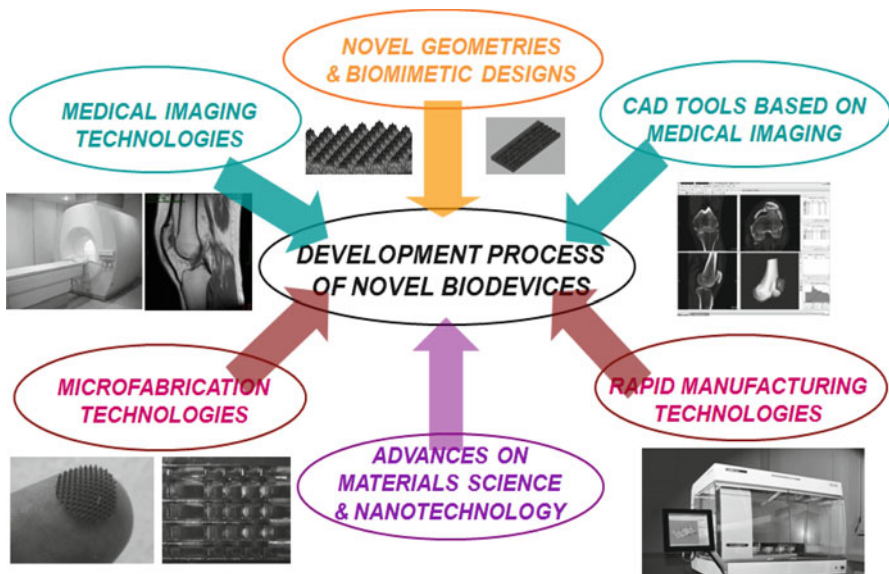 NOVEL GEOMETRIES
& BIOMIMETIC DESIGNS
MEDICAL IMAGING
TECHNOLOGIES
CAD TOOLS BASED ON
MEDICAL IMAGING
DEVELOPMENT PROCESS
OF NOVEL BIODEVICES
MICROFABRICATION
TECHNOLOGIES
RAPID MANUFACTURING
TECHNOLOGIES
ADVANCES ON
MATERIALS SCIENCE
& NANOTECHNOLOGY